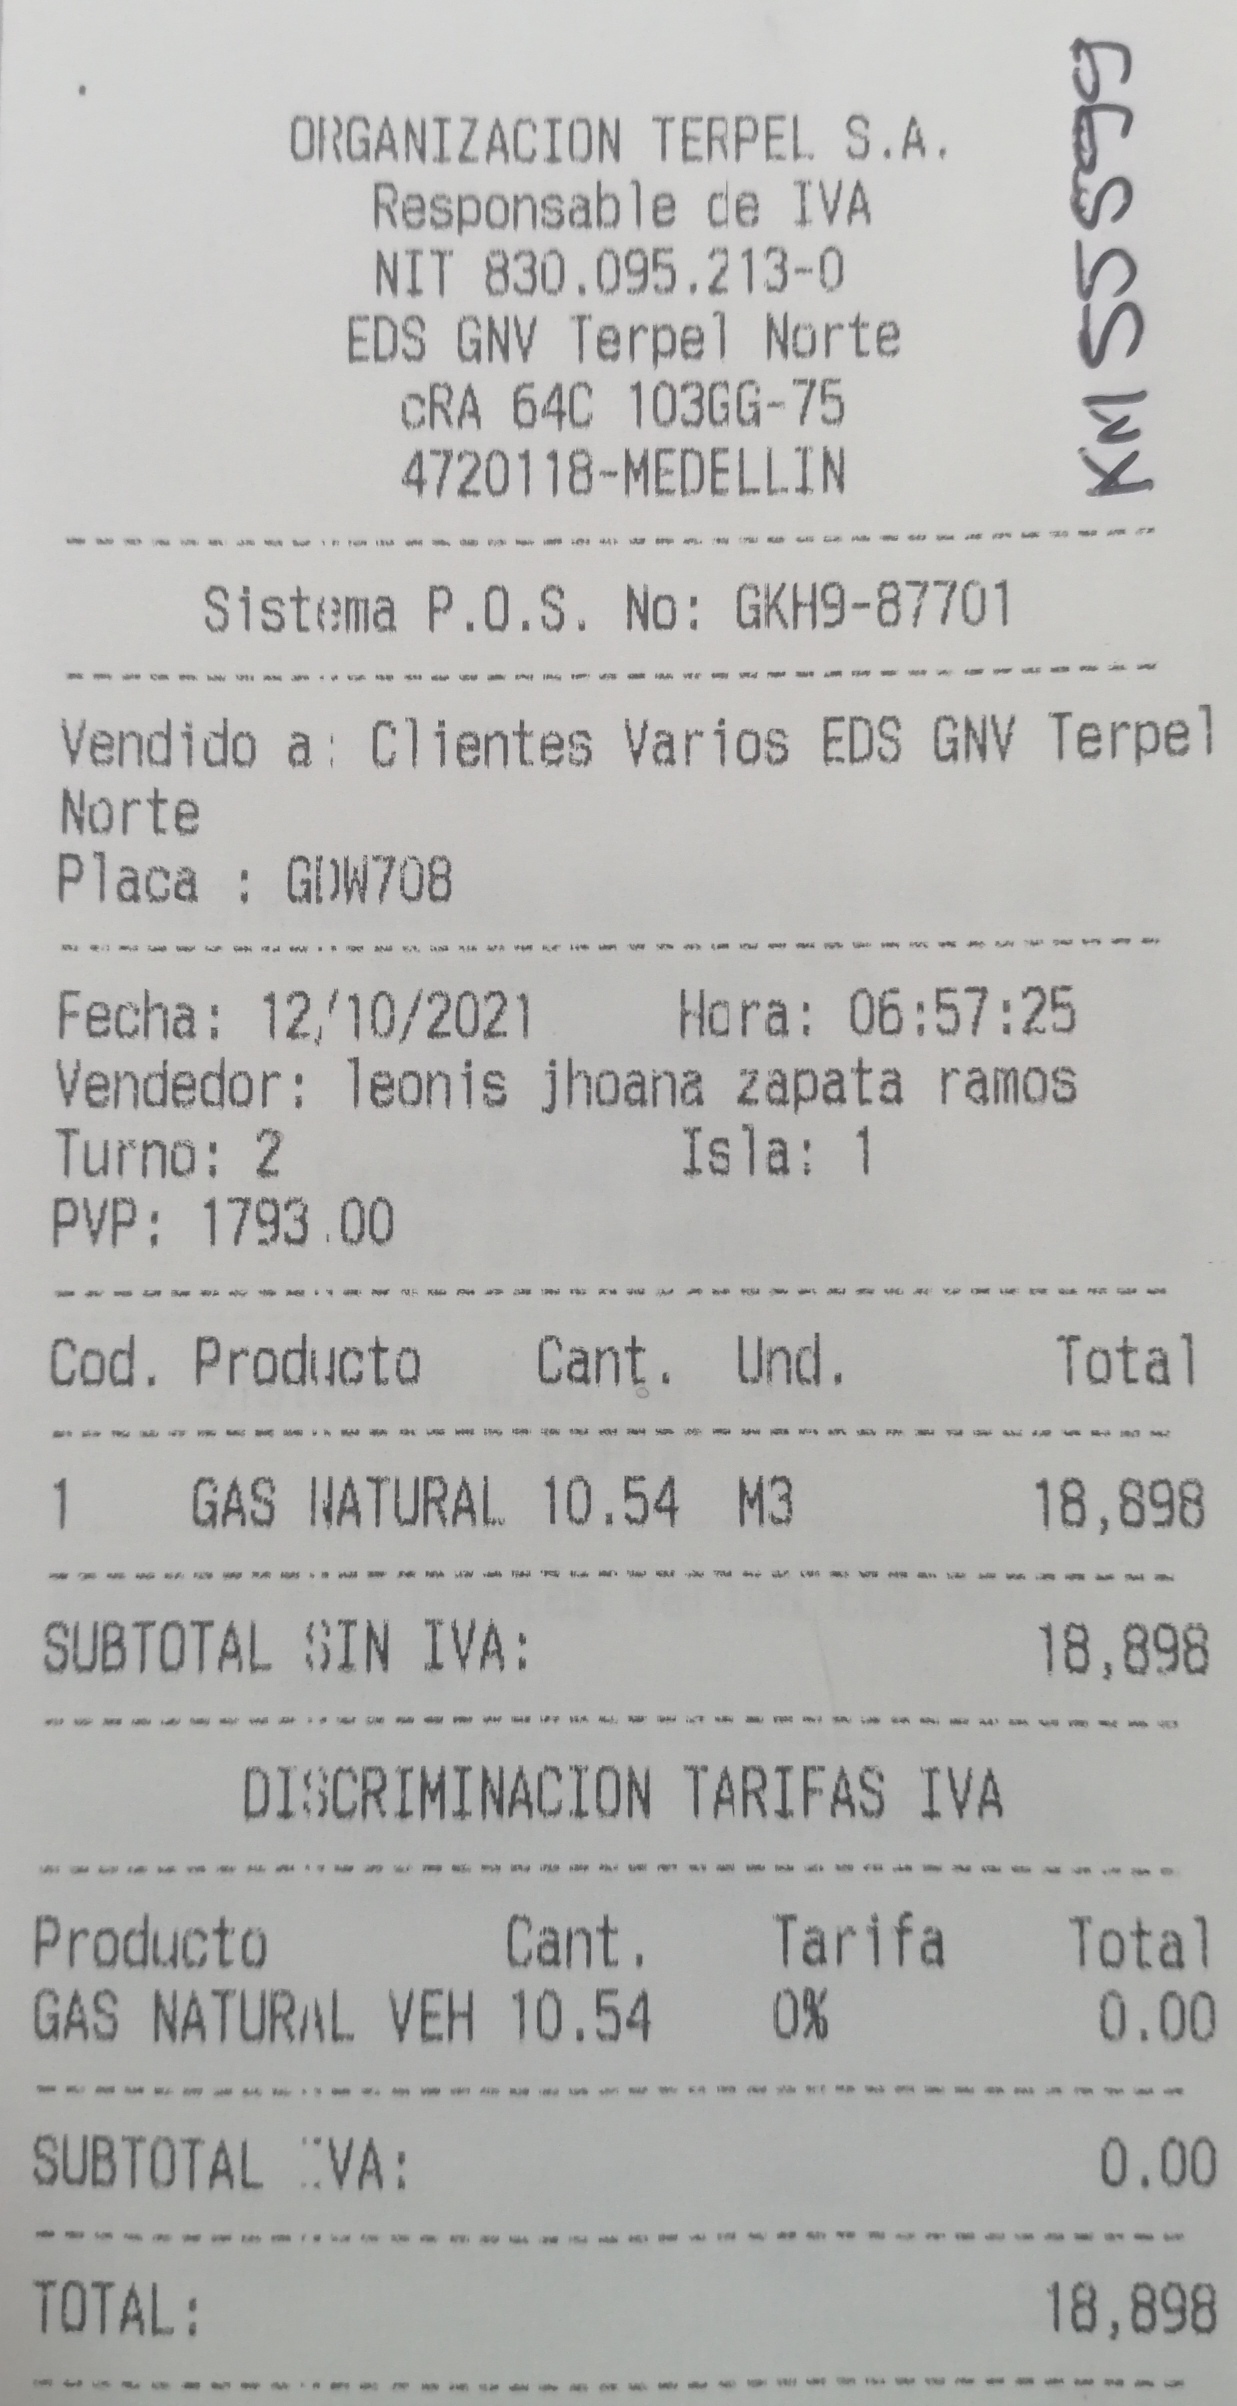 ORGANIZACION TERPEL S.A.
Responsable de IVA
NIT 830.095.213-0
EDS GNV Terpel Norte
cRA 64C 103GG-75
4720118-MEDELLIN
KM
Sistema P.O.S. No: GKH9-87701
Vendido a: Clientes Varios EDS GNV Terpel
Norte
Placa : GDW708
Fecha: 12/10/2021 Hora: 06:57:25
Vendedor: leonis jhoana zapata ramos
Turno: 2 Isla: 1
PVP: 1793.00
Cod. Producto Cant. Und. Total
1 GAS NATURAL 10.54 M3 18,898
SUBTOTAL SIN IVA: 18,898
DISCRIMINACION TARIFAS IVA
Producto Cant. Tarifa Total
GAS NATURAL VEH 10.54 0% 0.00
SUBTOTAL IVA: 0.00
TOTAL: 18,898